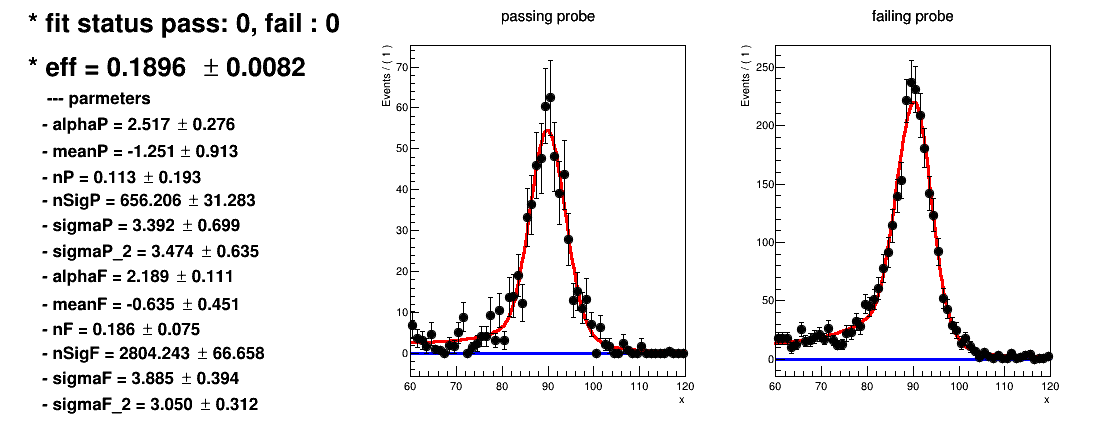 * fit status pass: 0, fail : 0
* eff = 0.1896 ± 0.0082
--- parmeters
- alphaP = 2.517 ± 0.276
- meanP = -1.251 ± 0.913
- nP = 0.113 ± 0.193
- nSigP = 656.206 ± 31.283
- sigmaP = 3.392 ± 0.699
- sigmaP_2 = 3.474 ± 0.635
- alphaF = 2.189 ± 0.111
- meanF = -0.635 ± 0.451
- nF = 0.186 ± 0.075
- nSigF = 2804.243 ± 66.658
- sigmaF = 3.885 ± 0.394
- sigmaF_2 = 3.050 ± 0.312
passing probe
Events / ( 1 )
70
60
50
40
30
20
10
0
60 70 80 90 100 110 120
x
failing probe
Events / ( 1 )
250
200
150
100
50
0
60 70 80 90 100 110 120
x